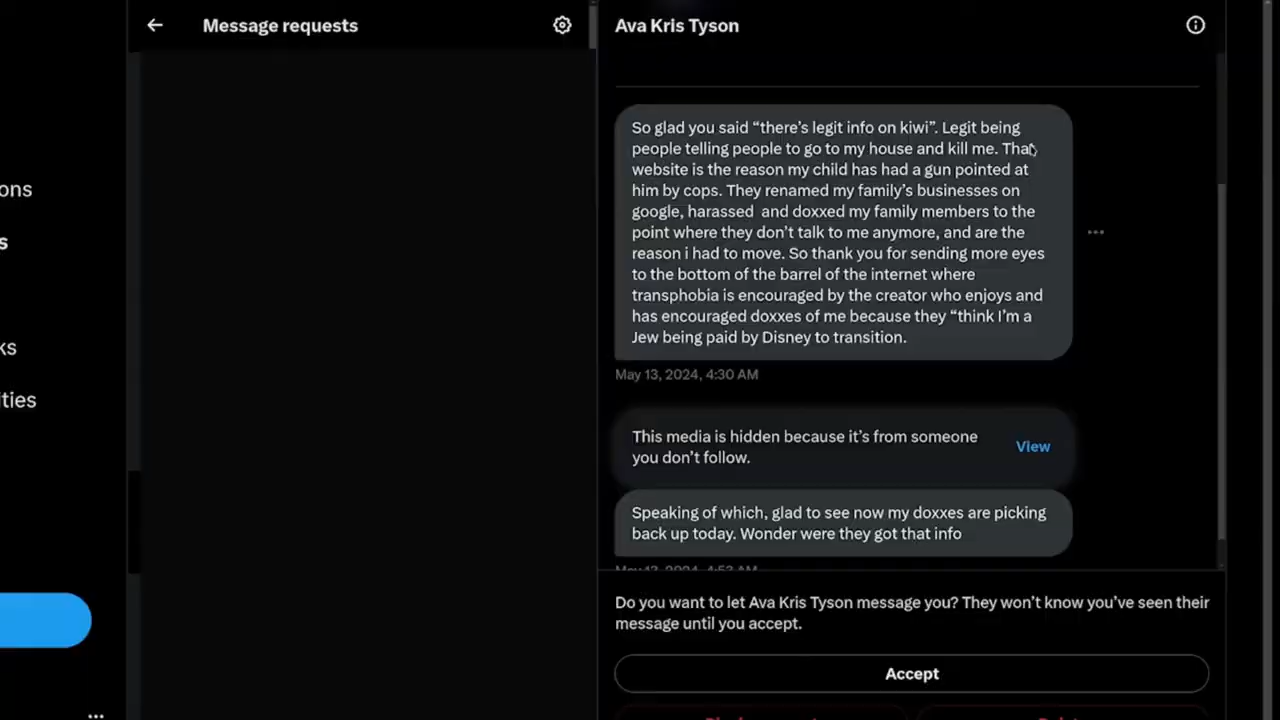 Message requests
Ava Kris Tyson
So glad you said “there’s legit info on kiwi”. Legit being
people telling people to go to my house and kill me. That
website is the reason my child has had a gun pointed at
him by cops. They renamed my family’s businesses on
google, harassed  and doxxed my family members to the
point where they don’t talk to me anymore, and are the
reason i had to move. So thank you for sending more eyes
to the bottom of the barrel of the internet where
transphobia is encouraged by the creator who enjoys and
has encouraged doxxes of me because they “think I’m a
Jew being paid by Disney to transition.
May 13, 2024, 4:30 AM
This media is hidden because it’s from someone
you don’t follow.
View
Speaking of which, glad to see now my doxxes are picking
back up today. Wonder were they got that info
May 13, 2024, 4:53 AM
Do you want to let Ava Kris Tyson message you? They won’t know you’ve seen their
message until you accept.
Accept
ons
s
ks
ities